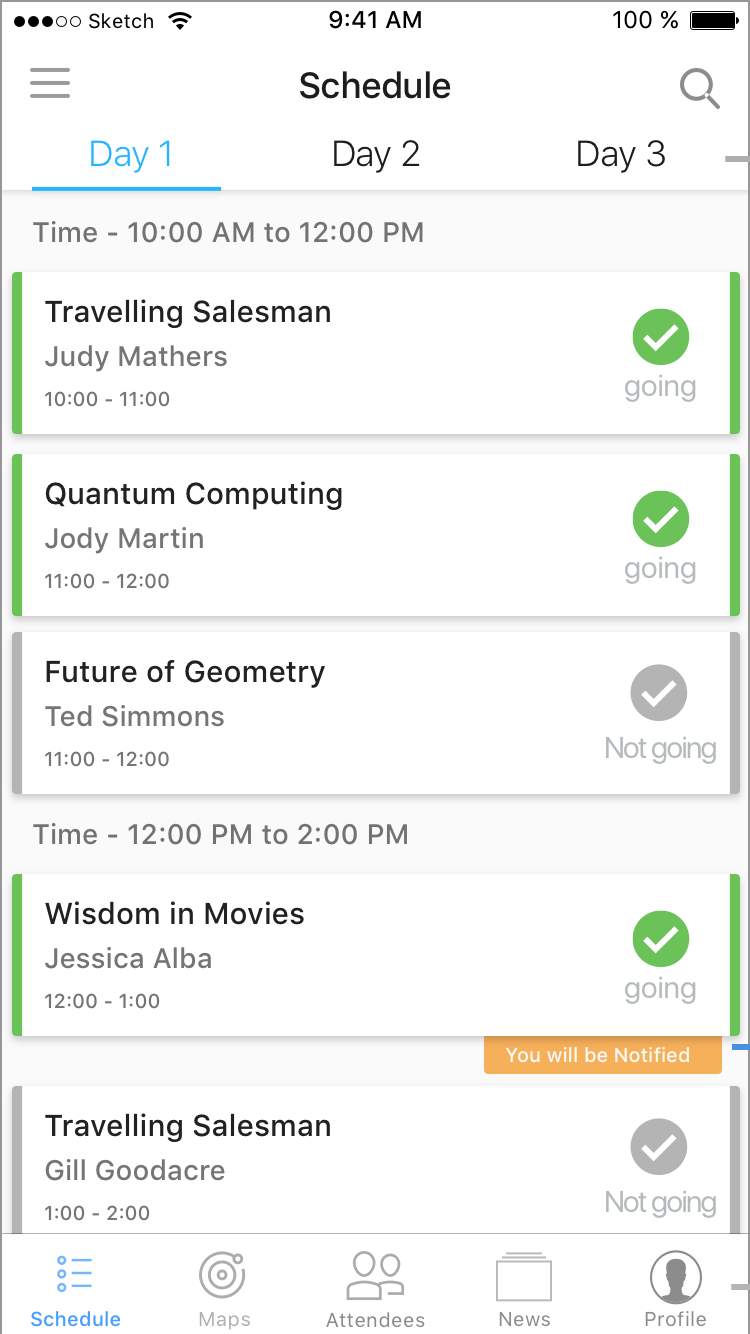 Sketch 9:41 AM 100 %
Schedule
Day 1 Day 2 Day 3
Time - 10:00 AM to 12:00 PM
Travelling Salesman
Judy Mathers
10:00 - 11:00
going
Quantum Computing
Jody Martin
11:00 - 12:00
going
Future of Geometry
Ted Simmons
11:00 - 12:00
Not going
Time - 12:00 PM to 2:00 PM
Wisdom in Movies
Jessica Alba
12:00 - 1:00
going
You will be Notified
Travelling Salesman
Gill Goodacre
1:00 - 2:00
Not going
Schedule Maps Attendees News Profile